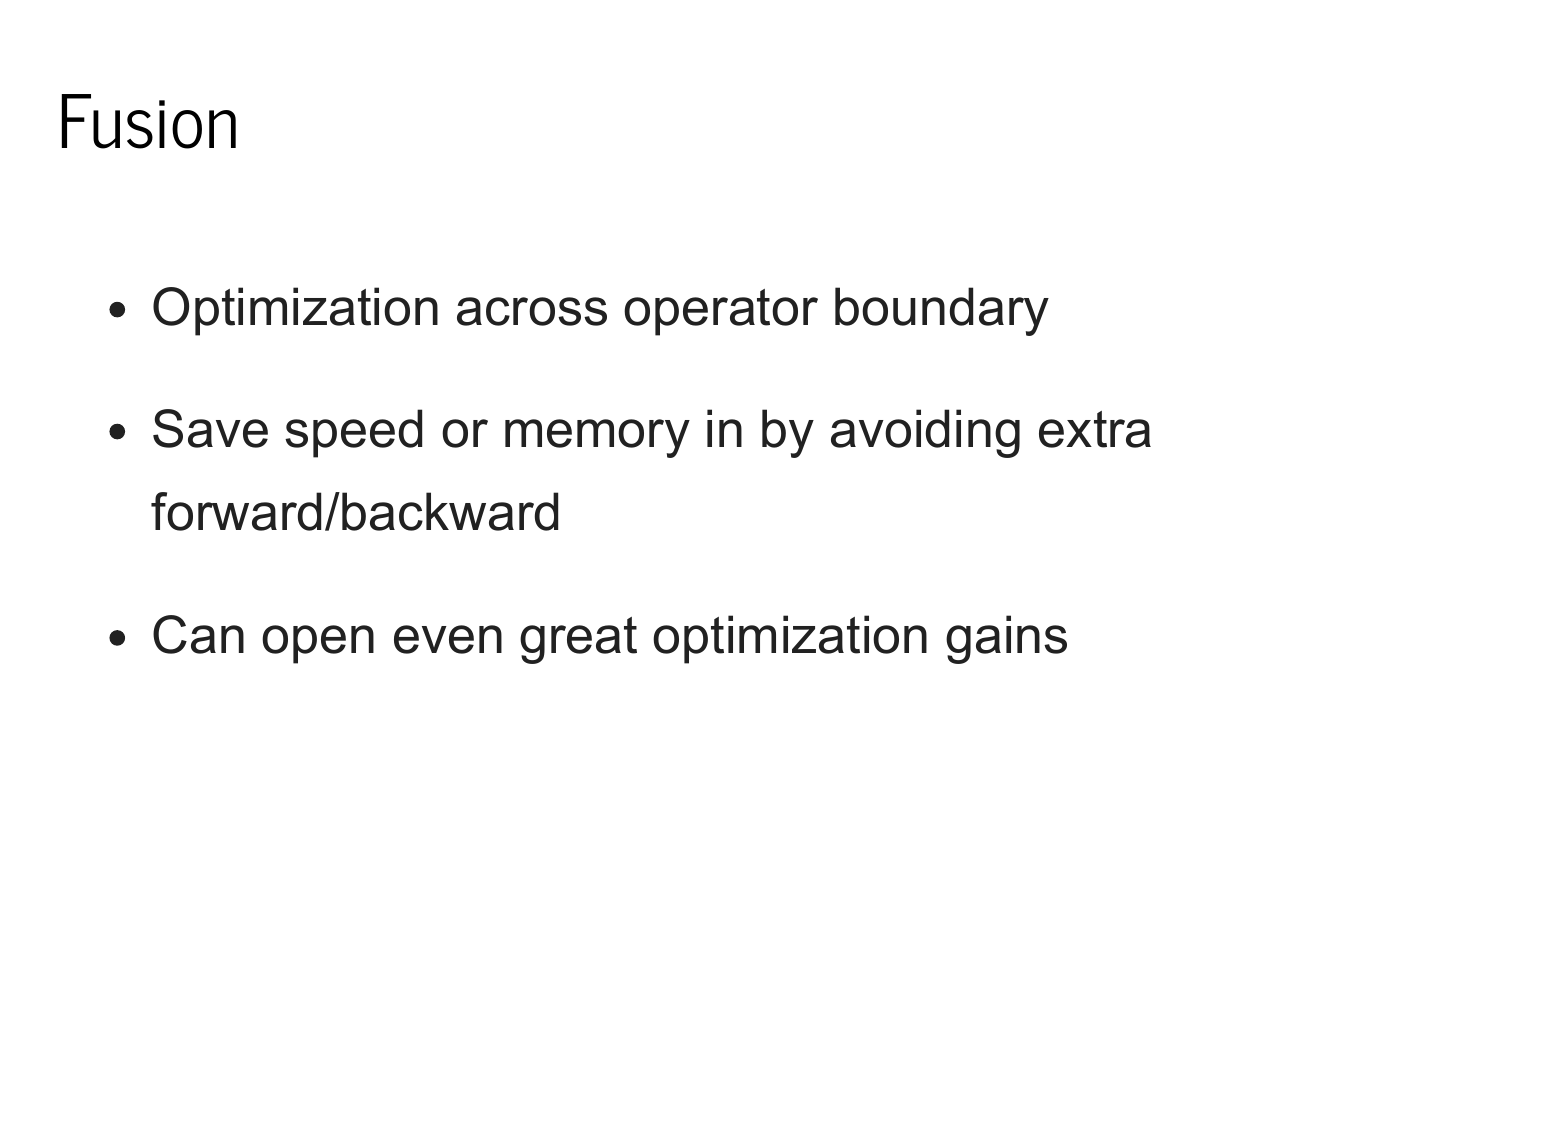 Fusion
• Optimization across operator boundary
• Save speed or memory in by avoiding extra
forward/backward
• Can open even great optimization gains